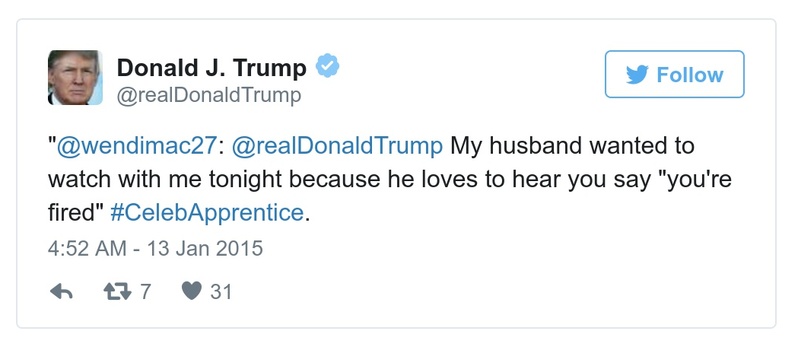 Donald J. Trump
@realDonaldTrump
Follow
"@wendimac27: @realDonaldTrump My husband wanted to
watch with me tonight because he loves to hear you say "you're
fired" #CelebApprentice.
4:52 AM - 13 Jan 2015
7 31